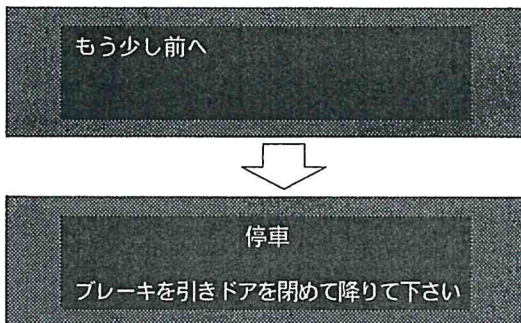 もう少し前へ
停車
ブレーキを引きドアを閉めて降りて下さい